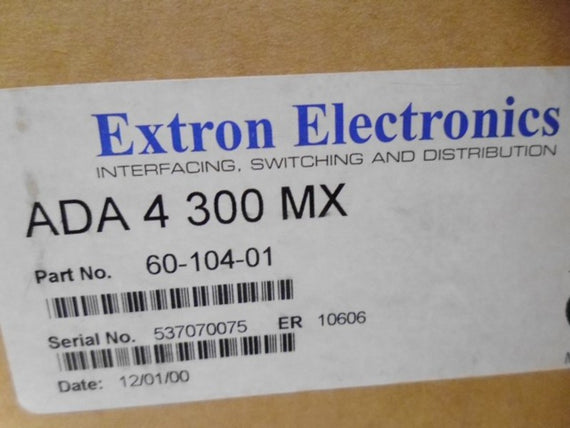 Extron Electronics
INTERFACING, SWITCHING AND DISTRIBUTION
ADA 4 300 MX
Part No. 60-104-01
Serial No. 537070075 ER 10606
Date: 12/01/00